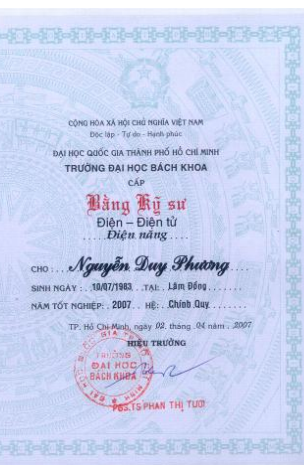 CỘNG HÒA XÃ HỘI CHỦ NGHĨA VIỆT NAM
Độc lập - Tự do - Hạnh phúc
ĐẠI HỌC QUỐC GIA THÀNH PHỐ HỒ CHÍ MINH
TRƯỜNG ĐẠI HỌC BÁCH KHOA
CẤP
Bằng Kỹ sư
Điện – Điện tử
Điện năng
CHO : Nguyễn Duy Phương
SINH NGÀY : 10/07/1983 TẠI: Lâm Đồng
NĂM TỐT NGHIỆP: 2007 HỆ: Chính Quy
TP. Hồ Chí Minh, ngày 02 tháng 04 năm 2007
HIỆU TRƯỞNG
TRƯỜNG
ĐẠI HỌC
BÁCH KHOA
PGS.TS PHAN THỊ TƯƠI